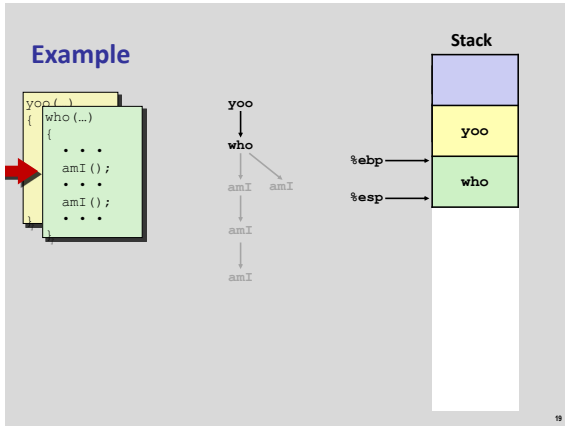 Example
Stack
yoo(…)
{
}
who(…)
{
• • •
amI();
• • •
amI();
• • •
}
yoo
who
amI amI
amI
amI
yoo
%ebp
who
%esp
19